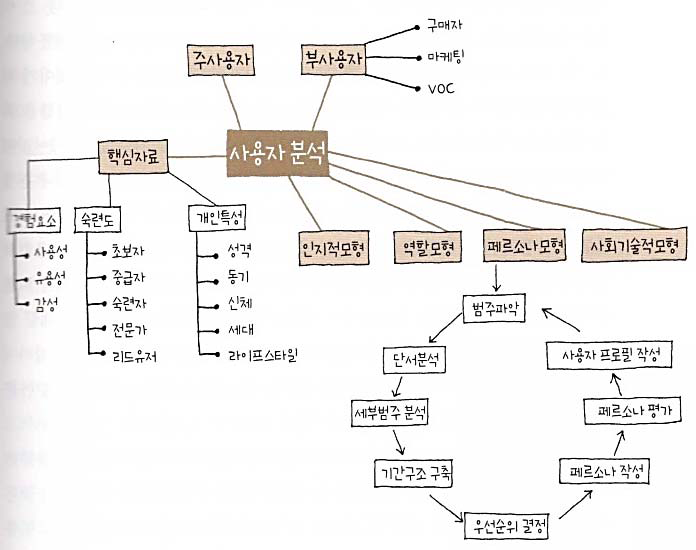 주사용자
부사용자
구매자
마케팅
VOC
사용자 분석
핵심자료
경험요소
사용성
유용성
감성
숙련도
초보자
중급자
숙련자
전문가
리드유저
개인특성
성격
동기
신체
세대
라이프스타일
인지적모형
역할모형
페르소나모형
사회기술적모형
범주파악
단서분석
세부범주 분석
기간구조 구축
우선순위 결정
페르소나 작성
페르소나 평가
사용자 프로필 작성